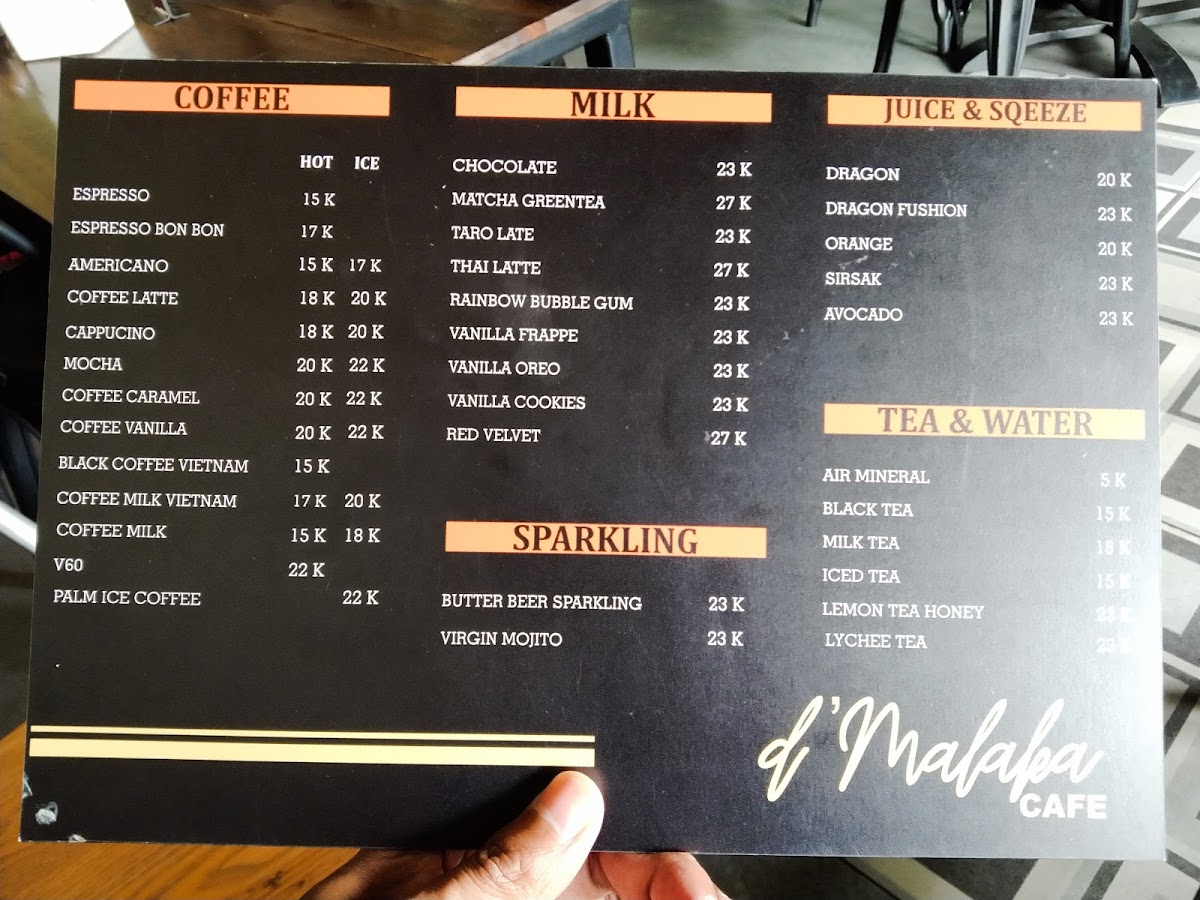 COFFEE
HOT ICE
ESPRESSO 15 K
ESPRESSO BON BON 17 K
AMERICANO 15 K 17 K
COFFEE LATTE 18 K 20 K
CAPPUCINO 18 K 20 K
MOCHA 20 K 22 K
COFFEE CARAMEL 20 K 22 K
COFFEE VANILLA 20 K 22 K
BLACK COFFEE VIETNAM 15 K
COFFEE MILK VIETNAM 17 K 20 K
COFFEE MILK 15 K 18 K
V60 22 K
PALM ICE COFFEE 22 K
MILK
CHOCOLATE 23 K
MATCHA GREENTEA 27 K
TARO LATE 23 K
THAI LATTE 27 K
RAINBOW BUBBLE GUM 23 K
VANILLA FRAPPE 23 K
VANILLA OREO 23 K
VANILLA COOKIES 23 K
RED VELVET 27 K
SPARKLING
BUTTER BEER SPARKLING 23 K
VIRGIN MOJITO 23 K
JUICE & SQEEZE
DRAGON 20 K
DRAGON FUSHION 23 K
ORANGE 20 K
SIRSAK 23 K
AVOCADO 23 K
TEA & WATER
AIR MINERAL 5 K
BLACK TEA 15 K
MILK TEA 18 K
ICED TEA 15 K
LEMON TEA HONEY 23 K
LYCHEE TEA 23 K
d'Malaka
CAFE